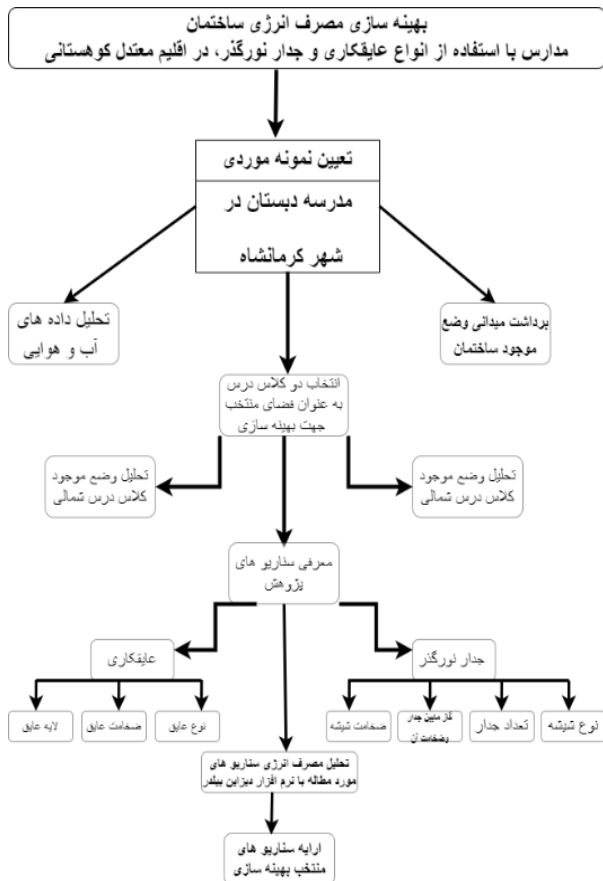 بهینه سازی مصرف انرژی ساختمان
مدارس با استفاده از انواع عایقکاری و جدار نورگذر، در اقلیم معتدل کوهستانی
تعیین نمونه موردی
مدرسه دبستان در
شهر کرمانشاه
برداشت میدانی وضع
موجود ساختمان
تحلیل داده های
آب و هوایی
انتخاب دو کلاس درس
به عنوان فضای منتخب
جهت بهینه سازی
تحلیل وضع موجود
کلاس درس شمالی
تحلیل وضع موجود
کلاس درس شمالی
معرفی سناریو های
پژوهش
جدار نورگذر
عایقکاری
نوع شیشه
تعداد جدار
گاز مابین جدار
وضخامت آن
ضخامت شیشه
نوع عایق
ضخامت عایق
لایه عایق
تحلیل مصرف انرژی سناریو های
مورد مطاله با نرم افزار دیزاین بیلدر
ارایه سناریو های
منتخب بهینه سازی